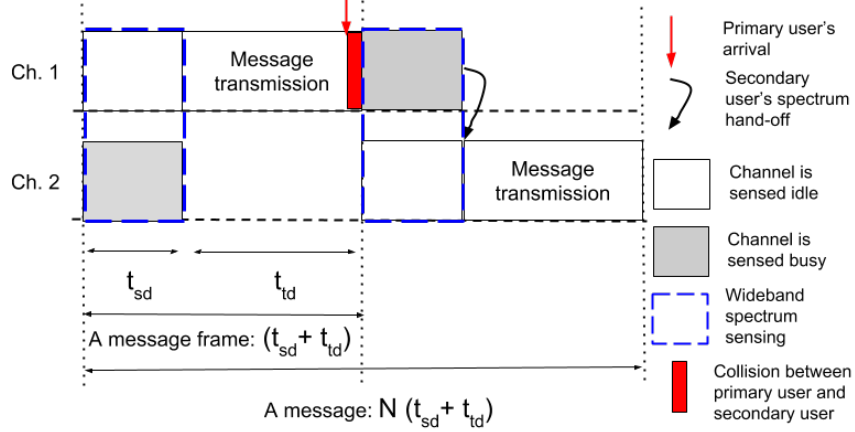 Ch. 1
Message
transmission
Ch. 2
Message
transmission
t_sd
t_td
A message frame: (t_sd + t_td)
A message: N (t_sd + t_td)
Primary user's
arrival
Secondary
user's spectrum
hand-off
Channel is
sensed idle
Channel is
sensed busy
Wideband
spectrum
sensing
Collision between
primary user and
secondary user